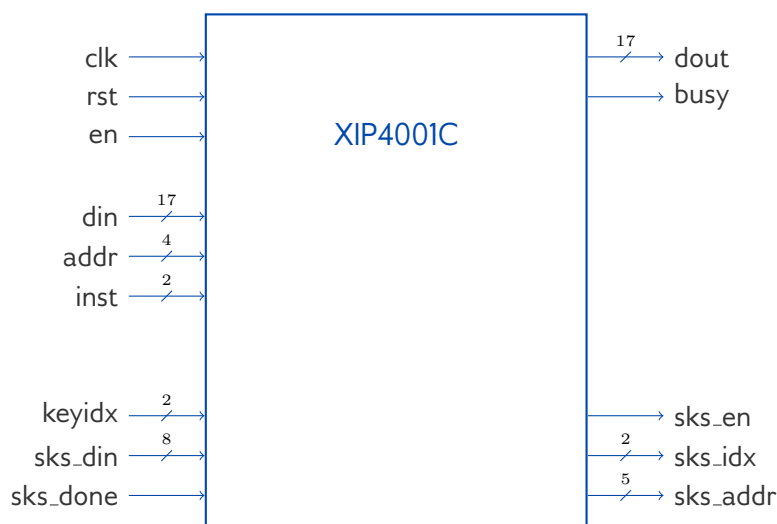 clk
rst
en
din 17
addr 4
inst 2
keyidx 2
sks_din 8
sks_done
XIP4001C
17 dout
busy
sks_en
2 sks_idx
5 sks_addr